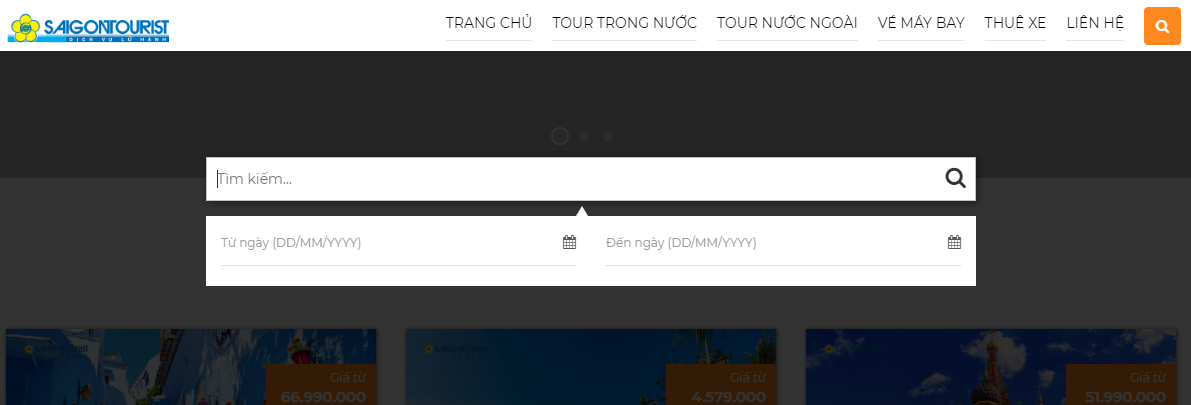 SAIGONTOURIST
DỊCH VỤ LỮ HÀNH
TRANG CHỦ TOUR TRONG NƯỚC TOUR NƯỚC NGOÀI VÉ MÁY BAY THUÊ XE LIÊN HỆ
Tìm kiếm...
Từ ngày (DD/MM/YYYY) Đến ngày (DD/MM/YYYY)
SAIGONTOURIST SAIGONTOURIST
Giá từ Giá từ Giá từ
66.990.000 4.579.000 51.990.000